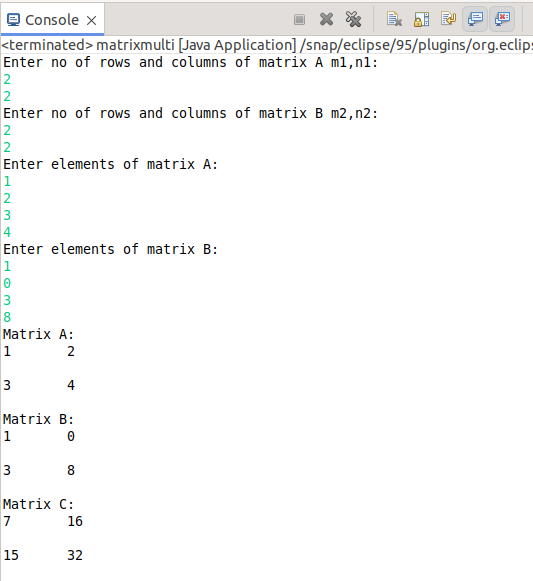 Console
<terminated> matrixmulti [Java Application] /snap/eclipse/95/plugins/org.eclips
Enter no of rows and columns of matrix A m1,n1:
2
2
Enter no of rows and columns of matrix B m2,n2:
2
2
Enter elements of matrix A:
1
2
3
4
Enter elements of matrix B:
1
0
3
8
Matrix A:
1 2
3 4
Matrix B:
1 0
3 8
Matrix C:
7 16
15 32